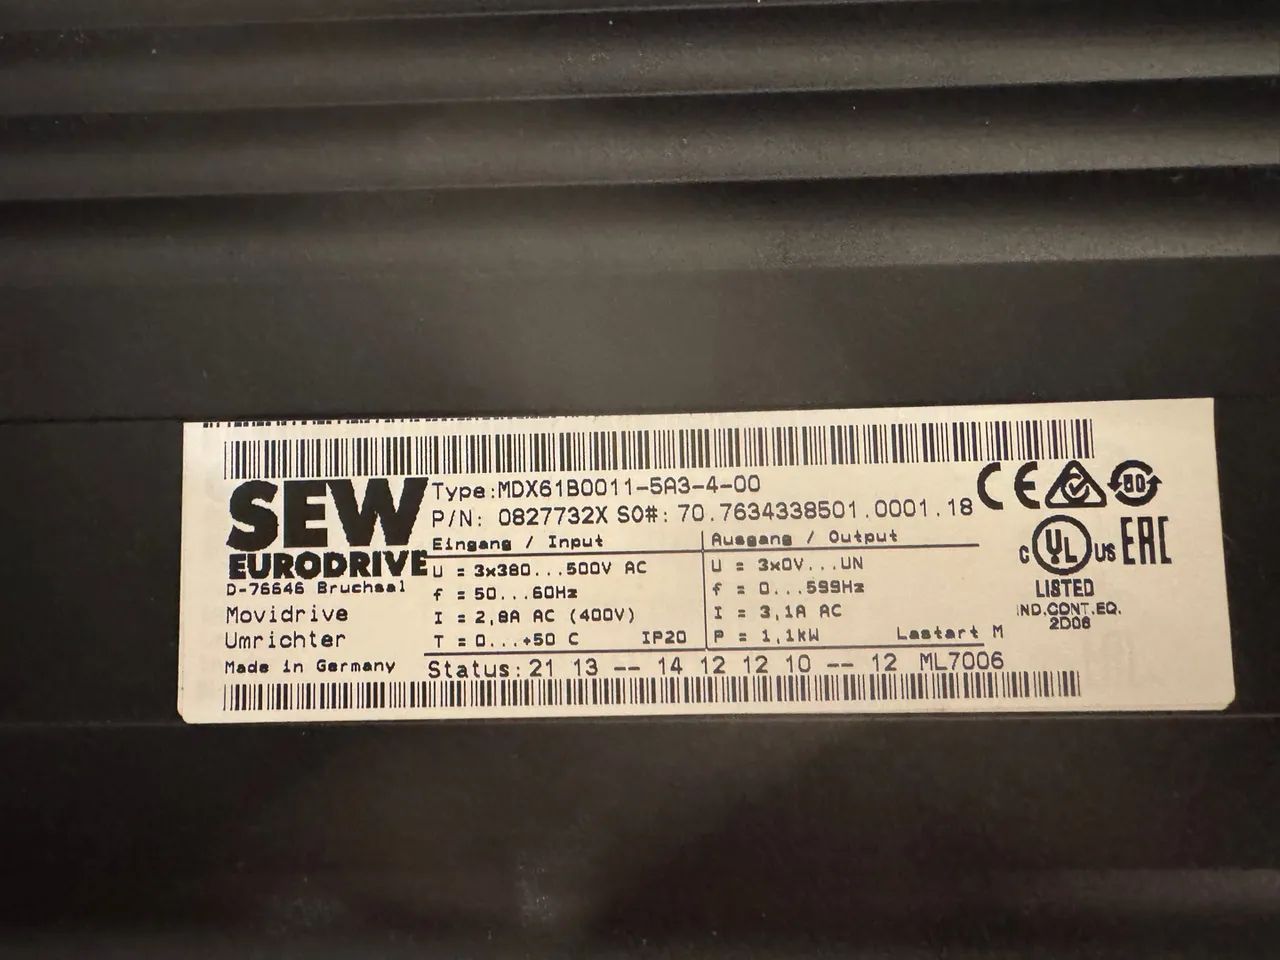 SEW
EURODRIVE
D-76646 Bruchsal
Movidrive
Umrichter
Made in Germany
Type:MDX61B0011-5A3-4-00
P/N: 0827732X SO#: 70.7634338501.0001.18
Eingang / Input
U = 3x380...500V AC
f = 50...60Hz
I = 2,8A AC (400V)
T = 0...+50 C IP20
Ausgang / Output
U = 3x0V...UN
f = 0...599Hz
I = 3,1A AC
P = 1,1kW Lastart M
Status: 21 13 -- 14 12 12 10 -- 12 ML7006
CE
C UL US EAC
LISTED
IND.CONT.EQ.
2D06